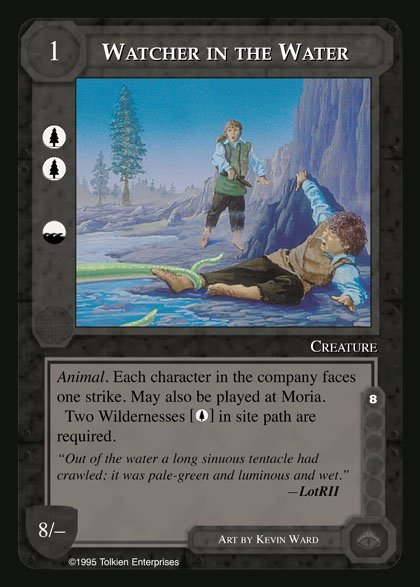 1
WATCHER IN THE WATER
CREATURE
Animal. Each character in the company faces
one strike. May also be played at Moria.
Two Wildernesses [ ] in site path are
required.
8
“Out of the water a long sinuous tentacle had
crawled; it was pale-green and luminous and wet.”
—LotRII
8/–
ART BY KEVIN WARD
©1995 Tolkien Enterprises